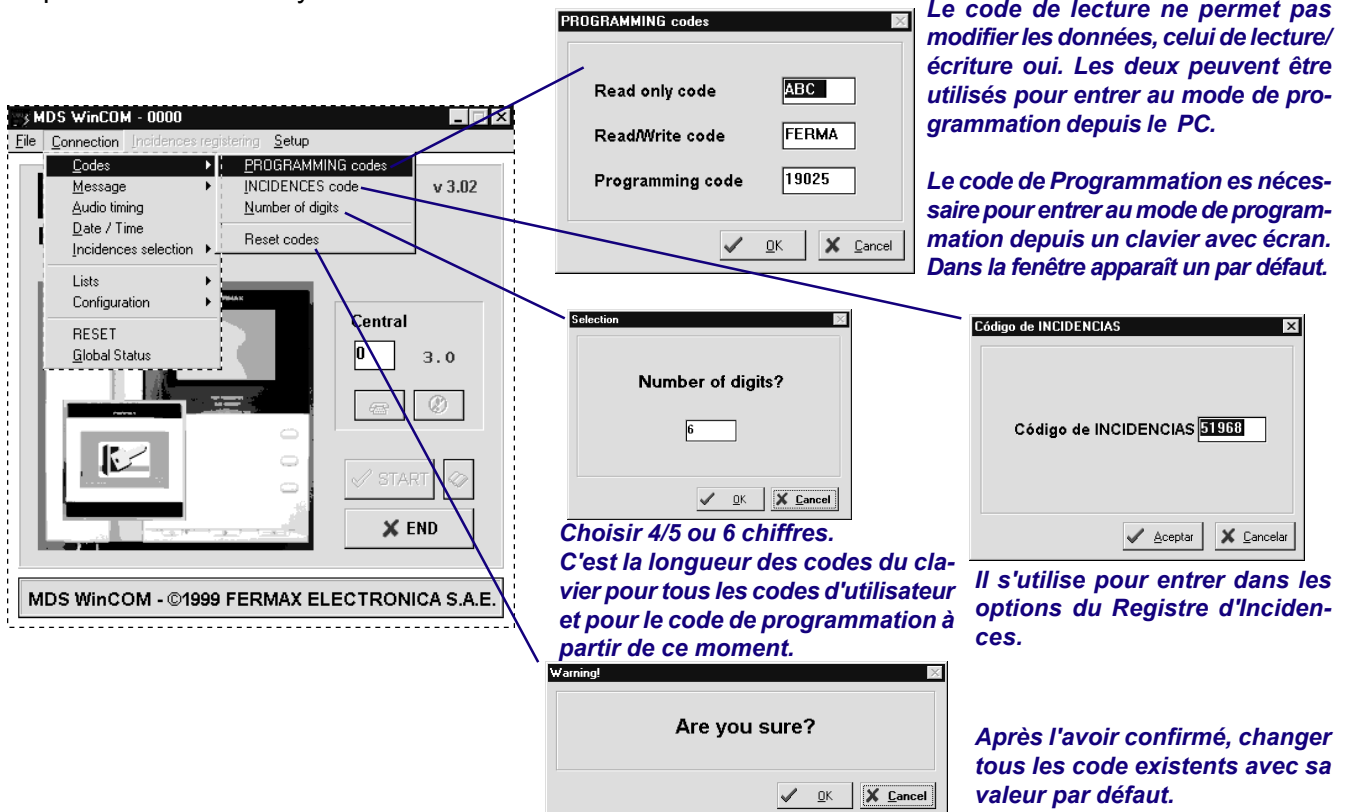 PROGRAMMING codes
Read only code ABC
Read/Write code FERMA
Programming code 19025
OK Cancel
Le code de lecture ne permet pas
modifier les données, celui de lecture/
écriture oui. Les deux peuvent être
utilisés pour entrer au mode de pro-
grammation depuis le PC.
Le code de Programmation es néces-
saire pour entrer au mode de program-
mation depuis un clavier avec écran.
Dans la fenêtre apparaît un par défaut.
MDS WinCOM - 0000
File Connection Incidences registering Setup
Codes
Message
Audio timing
Date / Time
Incidences selection
Lists
Configuration
RESET
Global Status
PROGRAMMING codes
INCIDENCES code
Number of digits
Reset codes
v 3.02
FERMAX
Central
0 3.0
START
END
MDS WinCOM - ©1999 FERMAX ELECTRONICA S.A.E.
Selection
Number of digits?
6
OK Cancel
Choisir 4/5 ou 6 chiffres.
C'est la longueur des codes du cla-
vier pour tous les codes d'utilisateur
et pour le code de programmation à
partir de ce moment.
Código de INCIDENCIAS
Código de INCIDENCIAS 51968
Aceptar Cancelar
Il s'utilise pour entrer dans les
options du Registre d'Inciden-
ces.
Warning!
Are you sure?
OK Cancel
Après l'avoir confirmé, changer
tous les code existents avec sa
valeur par défaut.